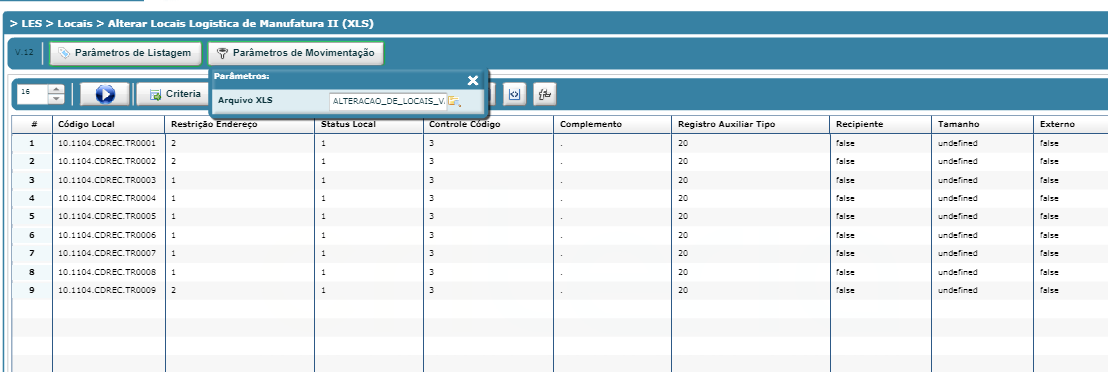 > LES > Locais > Alterar Locais Logística de Manufatura II (XLS)
V.12 Parâmetros de Listagem Parâmetros de Movimentação
Parâmetros:
16 Criteria Arquivo XLS ALTERACAO_DE_LOCAIS_V.
# Código Local Restrição Endereço Status Local Controle Código Complemento Registro Auxiliar Tipo Recipiente Tamanho Externo
1 10.1104.CDREC.TR0001 2 1 3 . 20 false undefined false
2 10.1104.CDREC.TR0002 2 1 3 . 20 false undefined false
3 10.1104.CDREC.TR0003 1 1 3 . 20 false undefined false
4 10.1104.CDREC.TR0004 1 1 3 . 20 false undefined false
5 10.1104.CDREC.TR0005 1 1 3 . 20 false undefined false
6 10.1104.CDREC.TR0006 1 1 3 . 20 false undefined false
7 10.1104.CDREC.TR0007 1 1 3 . 20 false undefined false
8 10.1104.CDREC.TR0008 1 1 3 . 20 false undefined false
9 10.1104.CDREC.TR0009 2 1 3 . 20 false undefined false